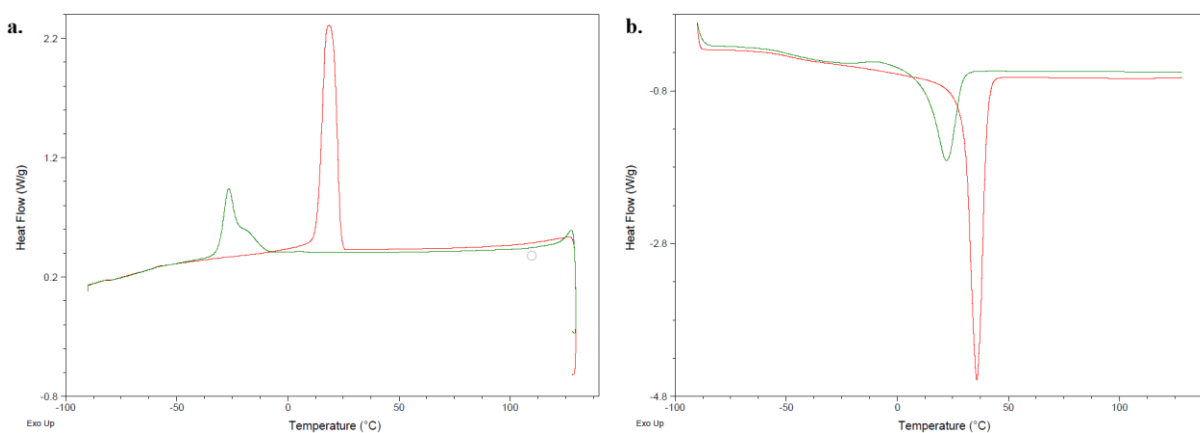 a.
2.2
1.2
0.2
-0.8
Heat Flow (W/g)
-100
-50
0
50
100
Exo Up
Temperature (°C)
b.
-0.8
-2.8
-4.8
Heat Flow (W/g)
-100
-50
0
50
100
Exo Up
Temperature (°C)